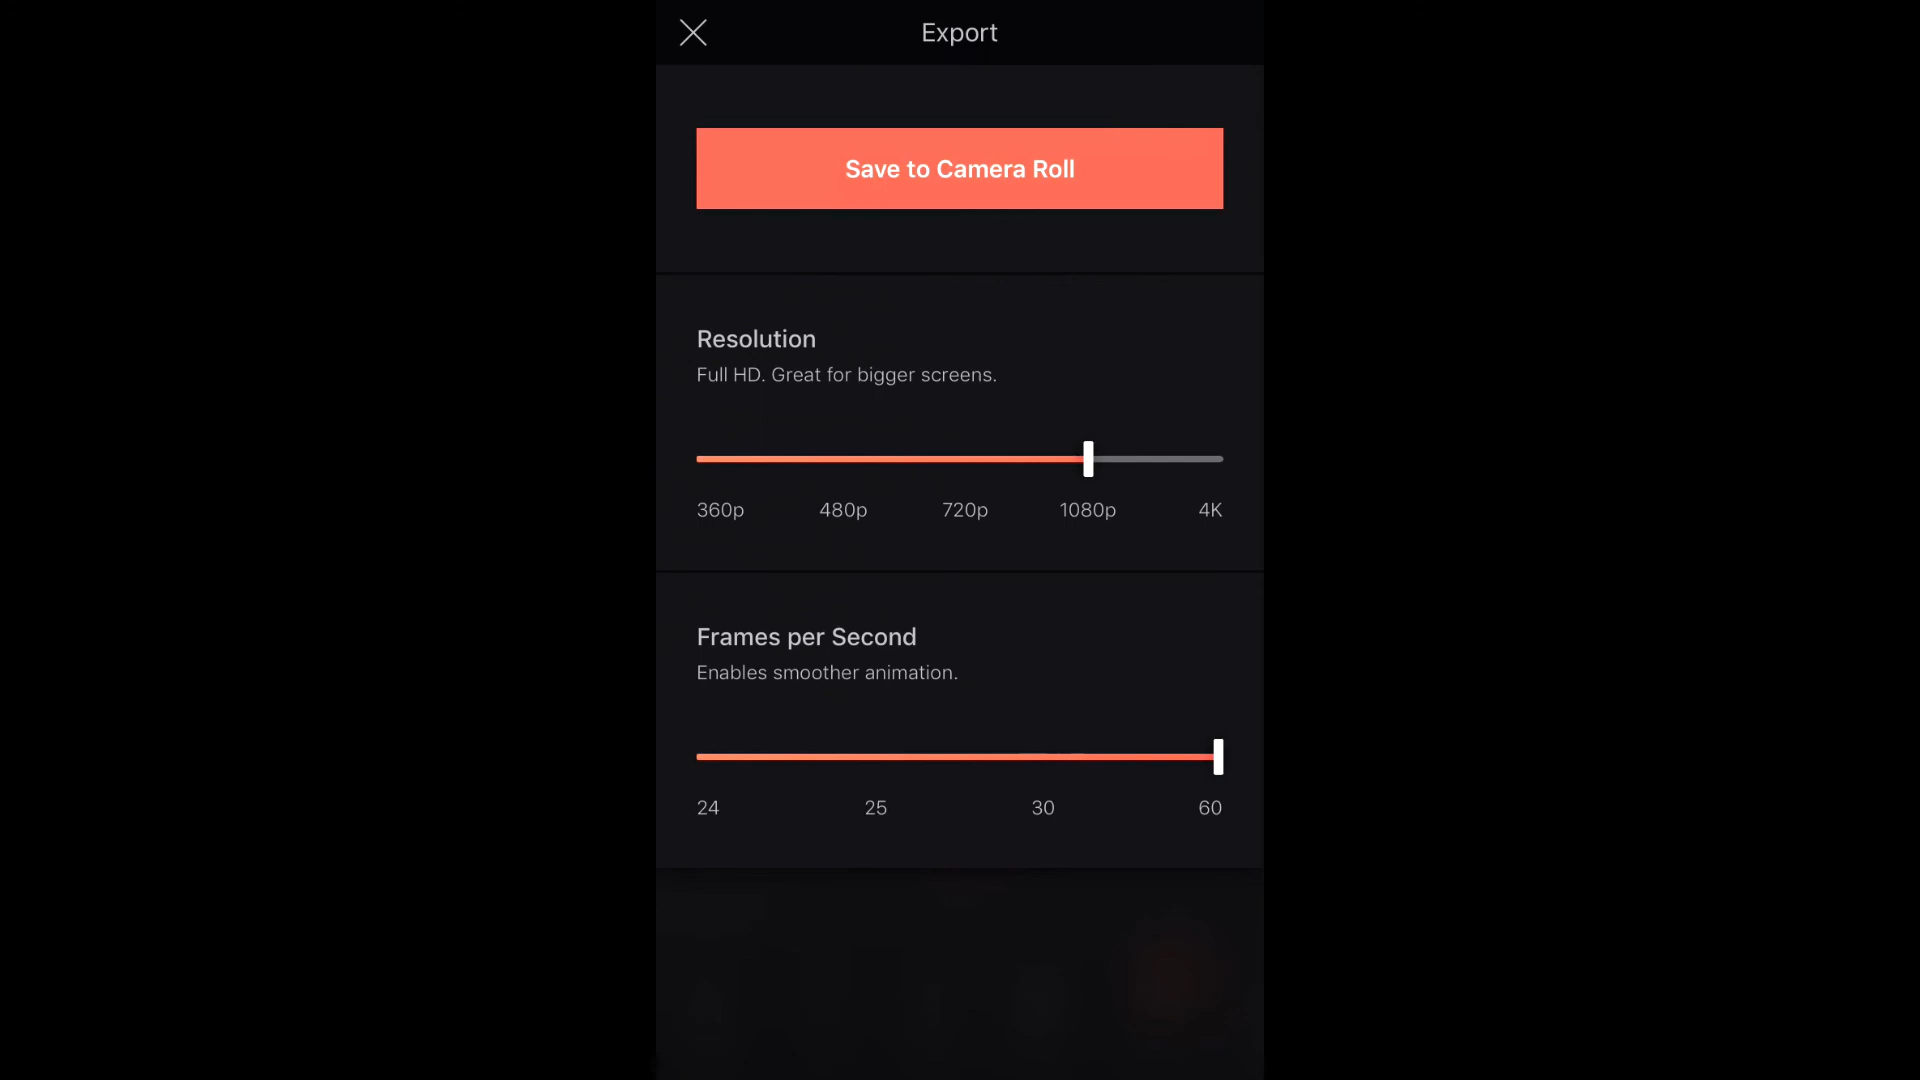 Export
Save to Camera Roll
Resolution
Full HD. Great for bigger screens.
360p 480p 720p 1080p 4K
Frames per Second
Enables smoother animation.
24 25 30 60